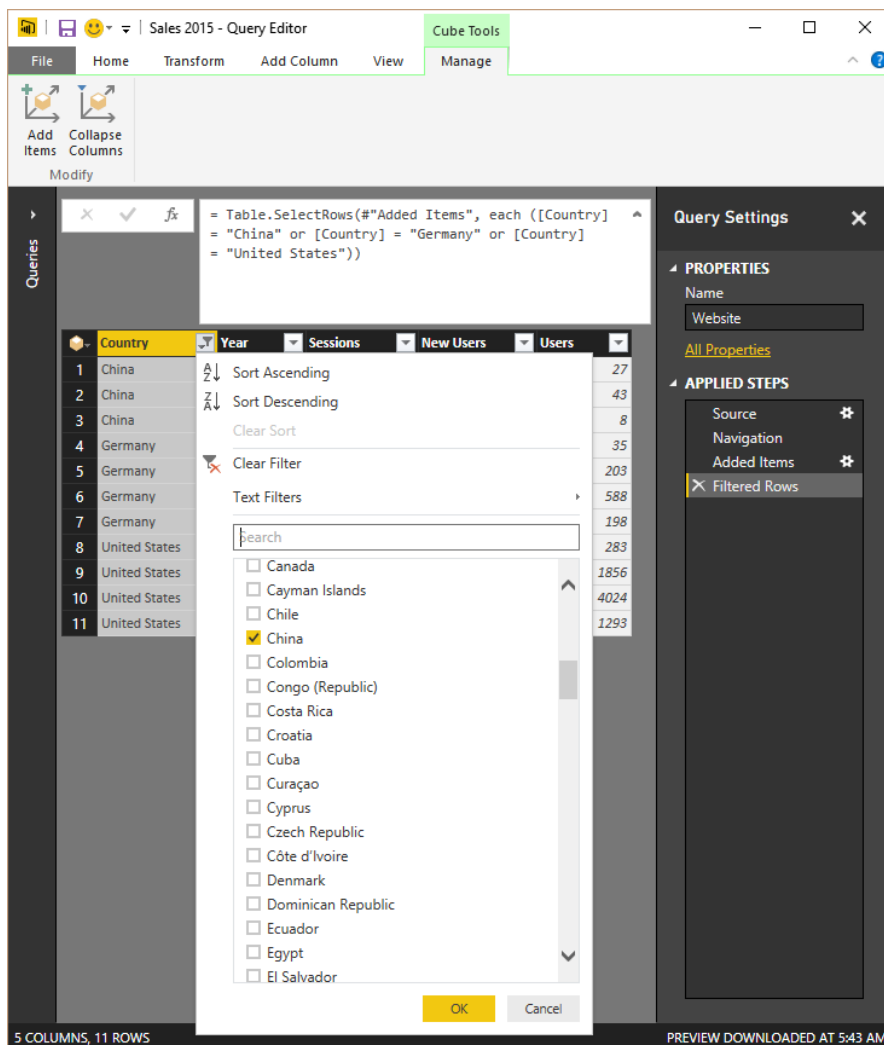 Sales 2015 - Query Editor
Cube Tools
File Home Transform Add Column View Manage
Add Items
Collapse Columns
Modify
Queries
fx
= Table.SelectRows(#"Added Items", each ([Country]
= "China" or [Country] = "Germany" or [Country]
= "United States"))
Country Year Sessions New Users Users
1 China 27
2 China 43
3 China 8
4 Germany 35
5 Germany 203
6 Germany 588
7 Germany 198
8 United States 283
9 United States 1856
10 United States 4024
11 United States 1293
Sort Ascending
Sort Descending
Clear Sort
Clear Filter
Text Filters
Search
Canada
Cayman Islands
Chile
China
Colombia
Congo (Republic)
Costa Rica
Croatia
Cuba
Curaçao
Cyprus
Czech Republic
Côte d'Ivoire
Denmark
Dominican Republic
Ecuador
Egypt
El Salvador
OK Cancel
Query Settings
PROPERTIES
Name
Website
All Properties
APPLIED STEPS
Source
Navigation
Added Items
Filtered Rows
5 COLUMNS, 11 ROWS
PREVIEW DOWNLOADED AT 5:43 AM